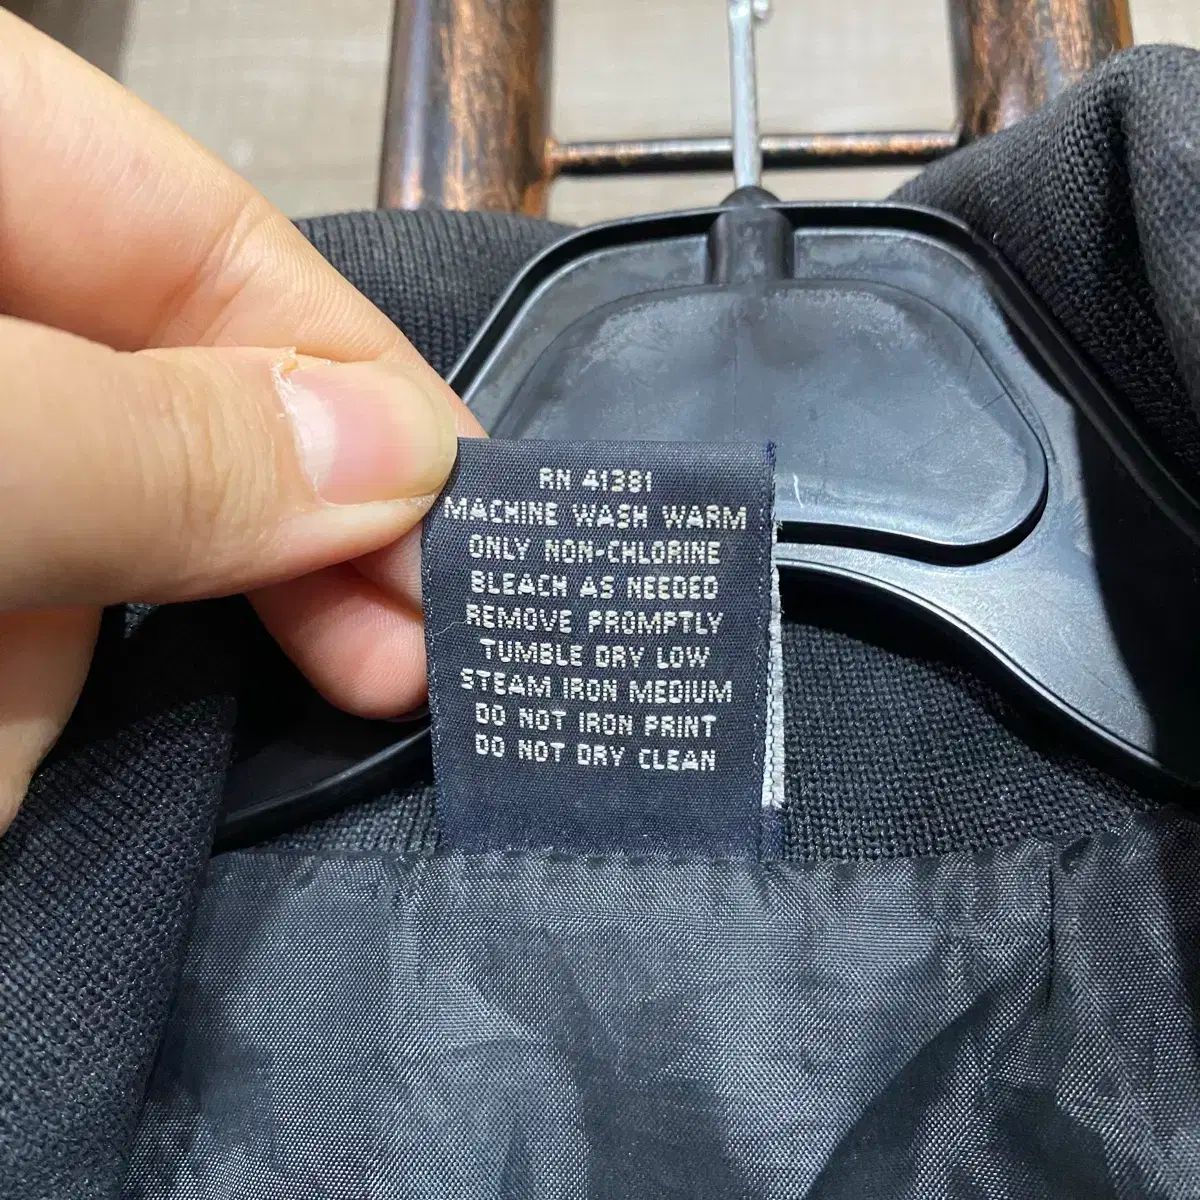 RN 41381
MACHINE WASH WARM
ONLY NON-CHLORINE
BLEACH AS NEEDED
REMOVE PROMPTLY
TUMBLE DRY LOW
STEAM IRON MEDIUM
DO NOT IRON PRINT
DO NOT DRY CLEAN